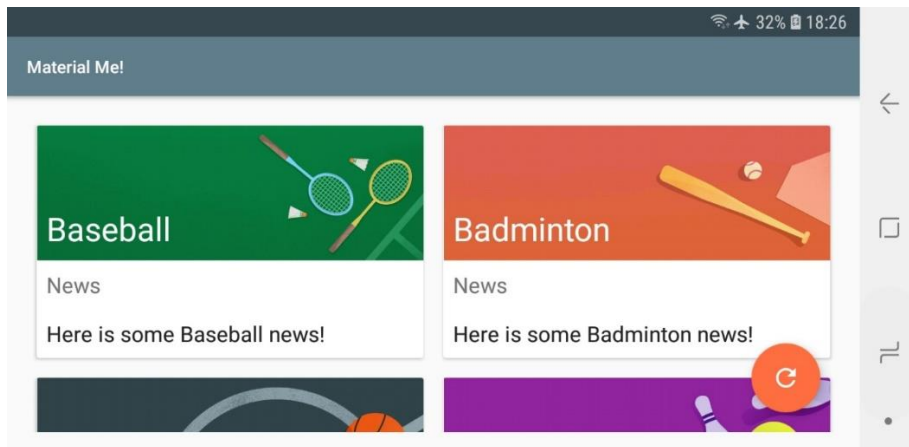 32% 18:26
Material Me!
Baseball
News
Here is some Baseball news!
Badminton
News
Here is some Badminton news!